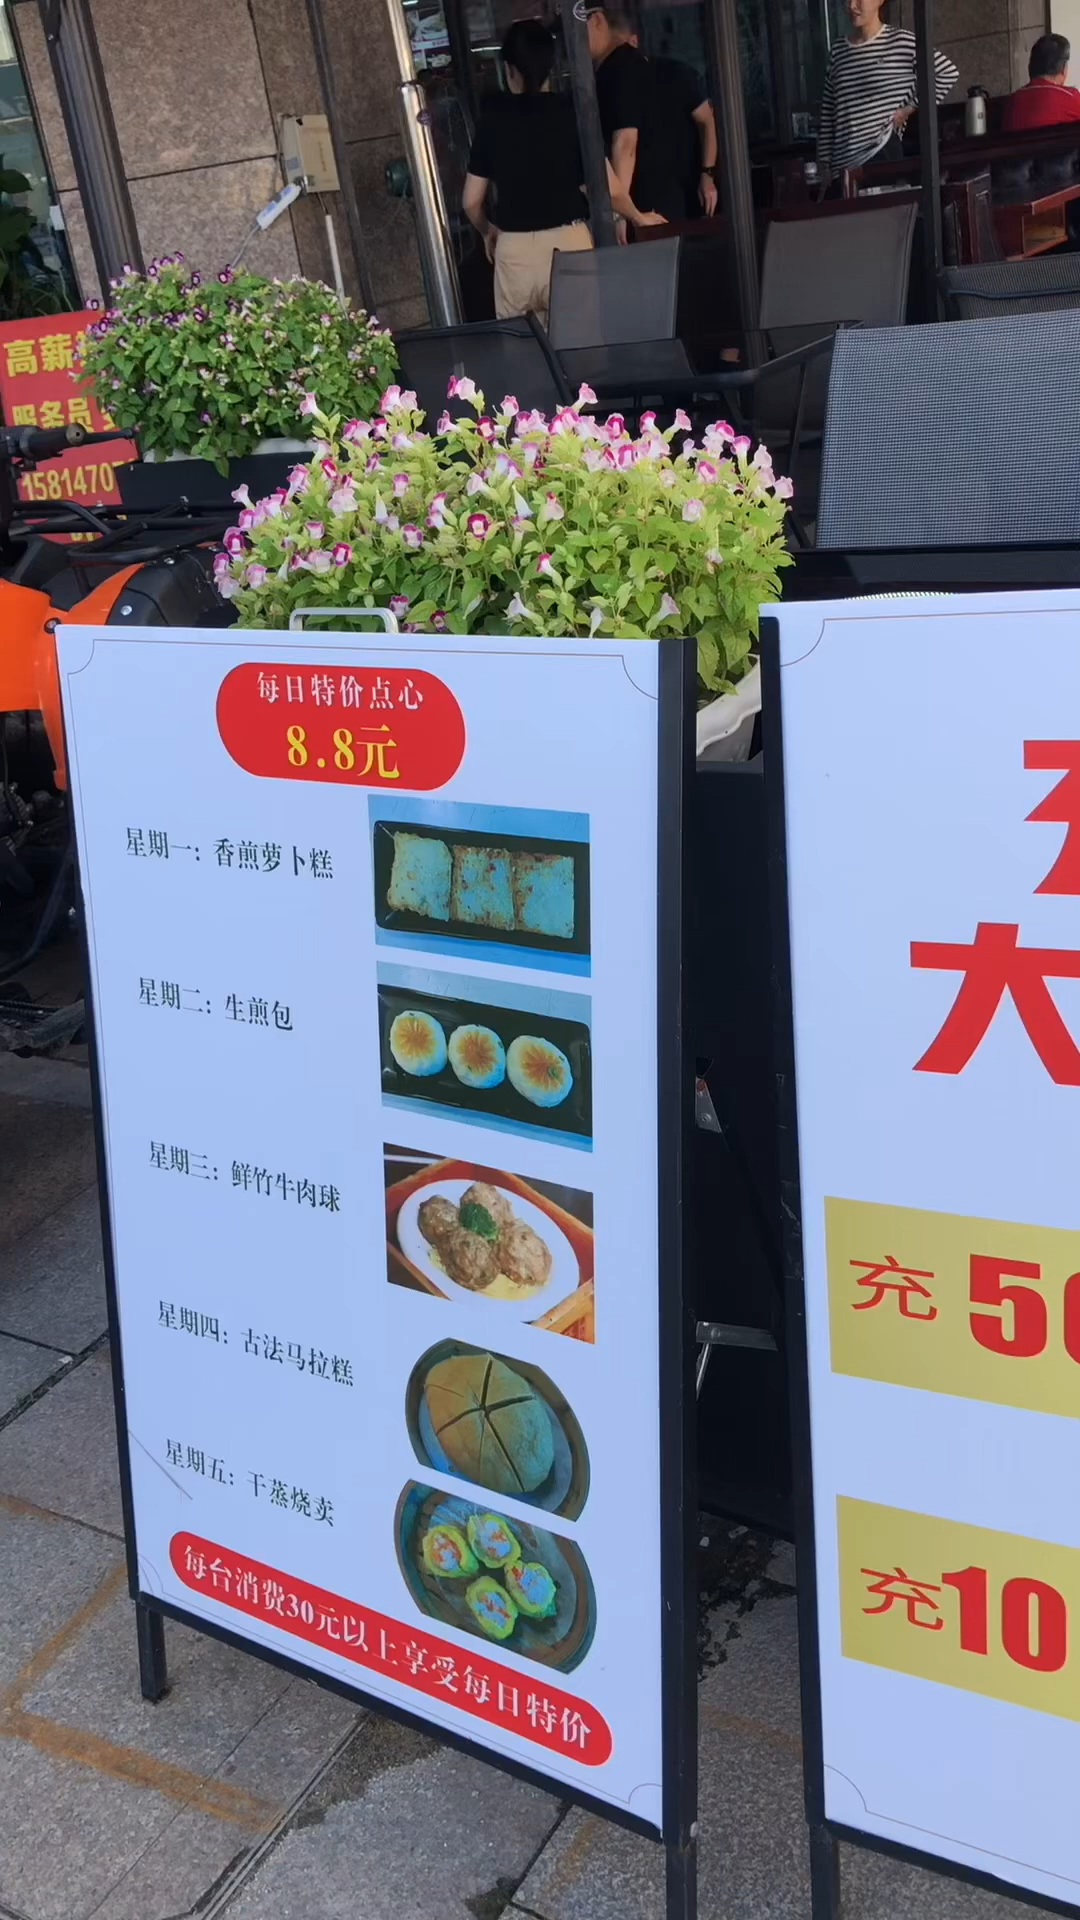 高薪
服务员
1581470
每日特价点心
8.8元
星期一：香煎萝卜糕
星期二：生煎包
星期三：鲜竹牛肉球
星期四：古法马拉糕
星期五：干蒸烧卖
每台消费30元以上享受每日特价
大
充 50
充10